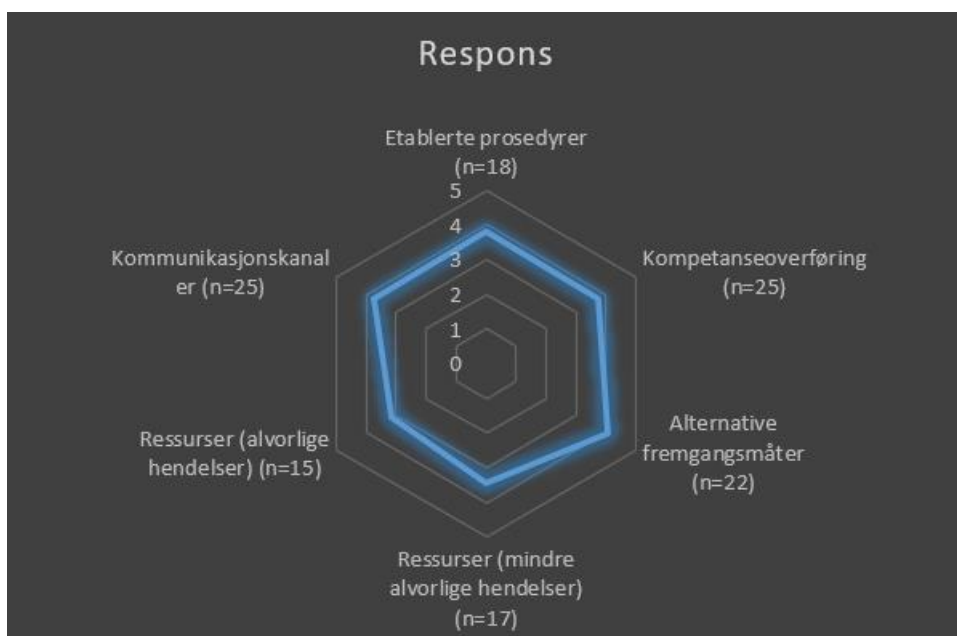 Respons
Etablerte prosedyrer
(n=18)
5
4
3
2
1
0
Kompetanseoverføring
(n=25)
Alternative
fremgangsmåter
(n=22)
Ressurser (mindre
alvorlige hendelser)
(n=17)
Ressurser (alvorlige
hendelser) (n=15)
Kommunikasjonskanal
er (n=25)